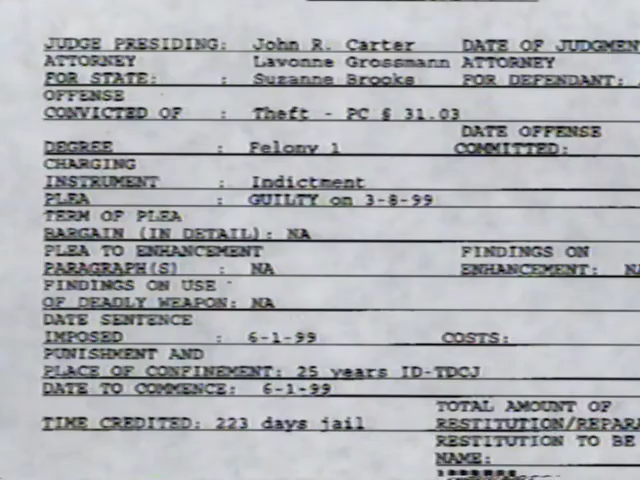 JUDGE PRESIDING: John R. Carter DATE OF JUDGMEN
ATTORNEY Lavonne Grossmann ATTORNEY
FOR STATE: : Suzanne Brooks FOR DEFENDANT:
OFFENSE
CONVICTED OF : Theft - PC § 31.03
DATE OFFENSE
DEGREE : Felony 1 COMMITTED:
CHARGING
INSTRUMENT : Indictment
PLEA : GUILTY on 3-8-99
TERM OF PLEA
BARGAIN (IN DETAIL): NA
PLEA TO ENHANCEMENT FINDINGS ON
PARAGRAPH(S) : NA ENHANCEMENT: NA
FINDINGS ON USE
OF DEADLY WEAPON: NA
DATE SENTENCE
IMPOSED : 6-1-99 COSTS:
PUNISHMENT AND
PLACE OF CONFINEMENT: 25 years ID-TDCJ
DATE TO COMMENCE: 6-1-99
TOTAL AMOUNT OF
TIME CREDITED: 223 days jail RESTITUTION/REPARA
RESTITUTION TO BE
NAME: